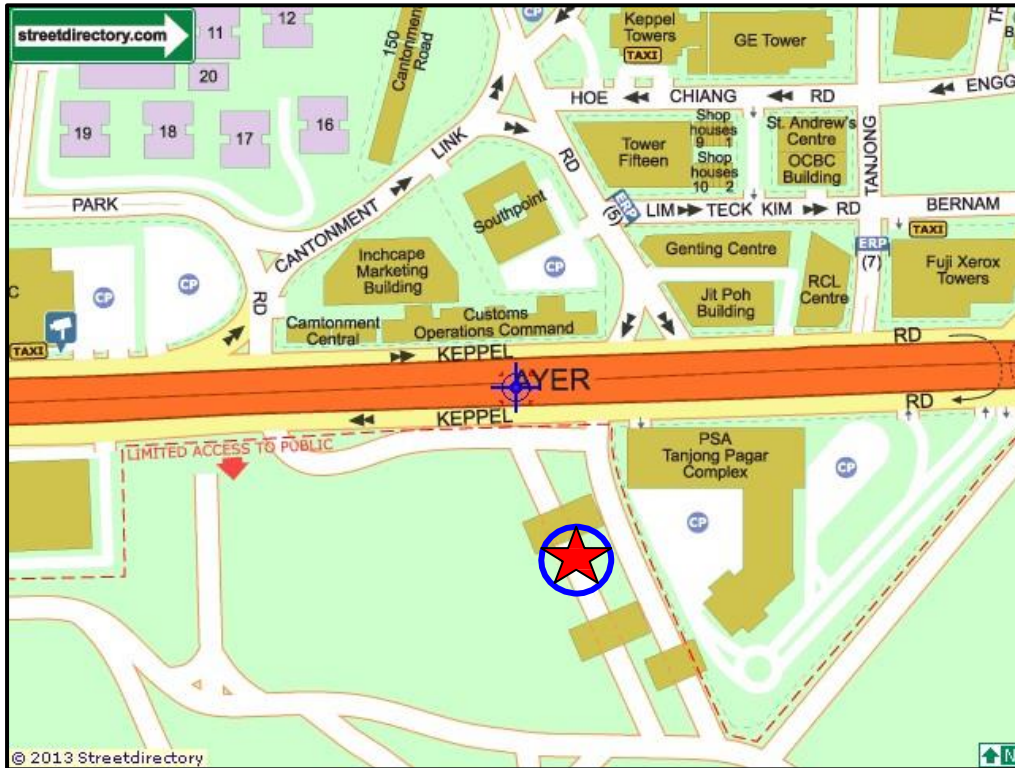 streetdirectory.com
11
12
20
19
18
17
16
150
Cantonment
Road
CP
Keppel
Towers
TAXI
GE Tower
HOE CHIANG RD
ENGG
Tower
Fifteen
Shop
houses
9 1
Shop
houses
10 2
St. Andrew's
Centre
OCBC
Building
TANJONG
PARK
CANTONMENT LINK
RD
Southpoint
ERP
(5)
LIM TECK KIM RD
BERNAM
TAXI
ERP
(7)
Inchcape
Marketing
Building
CP
Genting Centre
RCL
Centre
Fuji Xerox
Towers
C
CP
CP
RD
Jit Poh
Building
TAXI
Camtonment
Central
Customs
Operations Command
KEPPEL
RD
AYER
KEPPEL
RD
LIMITED ACCESS TO PUBLIC
PSA
Tanjong Pagar
Complex
CP
CP
© 2013 Streetdirectory
N